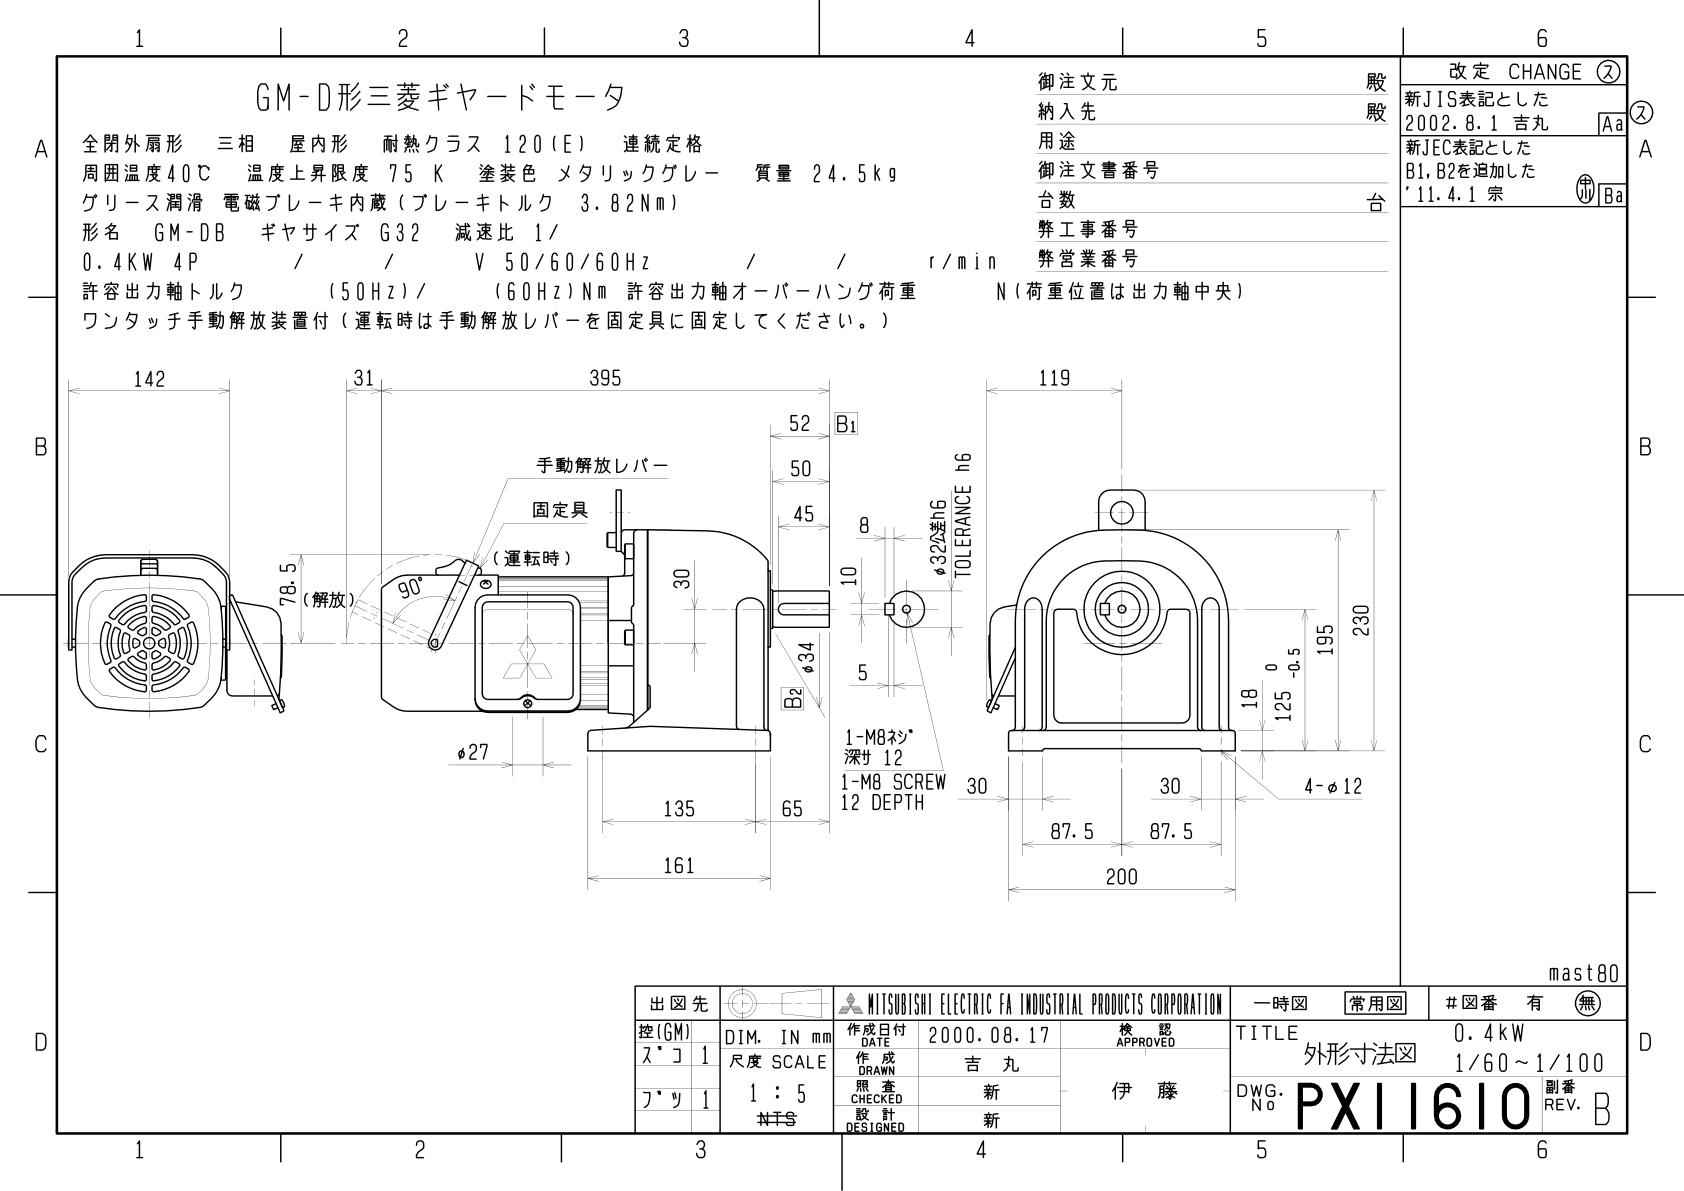 1 2 3 4 5 6
A
B
C
D
A
B
C
D
ス
GM-D形三菱ギヤードモータ
全閉外扇形 三相 屋内形 耐熱クラス 120(E) 連続定格
周囲温度40℃ 温度上昇限度 75 K 塗装色 メタリックグレー 質量 24.5kg
グリース潤滑 電磁ブレーキ内蔵(ブレーキトルク 3.82Nm)
形名 GM-DB ギヤサイズ G32 減速比 1/
0.4KW 4P / / V 50/60/60Hz / / r/min
許容出力軸トルク (50Hz)/ (60Hz)Nm 許容出力軸オーバーハング荷重 N(荷重位置は出力軸中央)
ワンタッチ手動解放装置付(運転時は手動解放レバーを固定具に固定してください。)
御注文元 殿
納入先 殿
用途
御注文書番号
台数 台
弊工事番号
弊営業番号
改定 CHANGE ス
新JIS表記とした
2002.8.1 吉丸 Aa
新JEC表記とした
B1,B2を追加した
'11.4.1 宗 Ba
142
31
395
119
52 B1
50
45
手動解放レバー
固定具
(運転時)
78.5
(解放)
90°
30
8
10
5
φ32公差h6
TOLERANCE h6
φ34
B2
φ27
135
65
161
1-M8ネジ
深サ 12
1-M8 SCREW
12 DEPTH
230
195
0
125 -0.5
18
30
30
4-φ12
87.5
87.5
200
mast80
出図先
控(GM)
ズコ 1
ブツ 1
DIM. IN mm
尺度 SCALE
1:5
NTS
MITSUBISHI ELECTRIC FA INDUSTRIAL PRODUCTS CORPORATION
作成日付
DATE
2000.08.17
作成
DRAWN
吉丸
照査
CHECKED
新
設計
DESIGNED
新
検認
APPROVED
伊藤
一時図 常用図 #図番 有 無
TITLE
外形寸法図
0.4kW
1/60~1/100
DWG.
No
PX11610
副番
REV. B
1 2 3 4 5 6